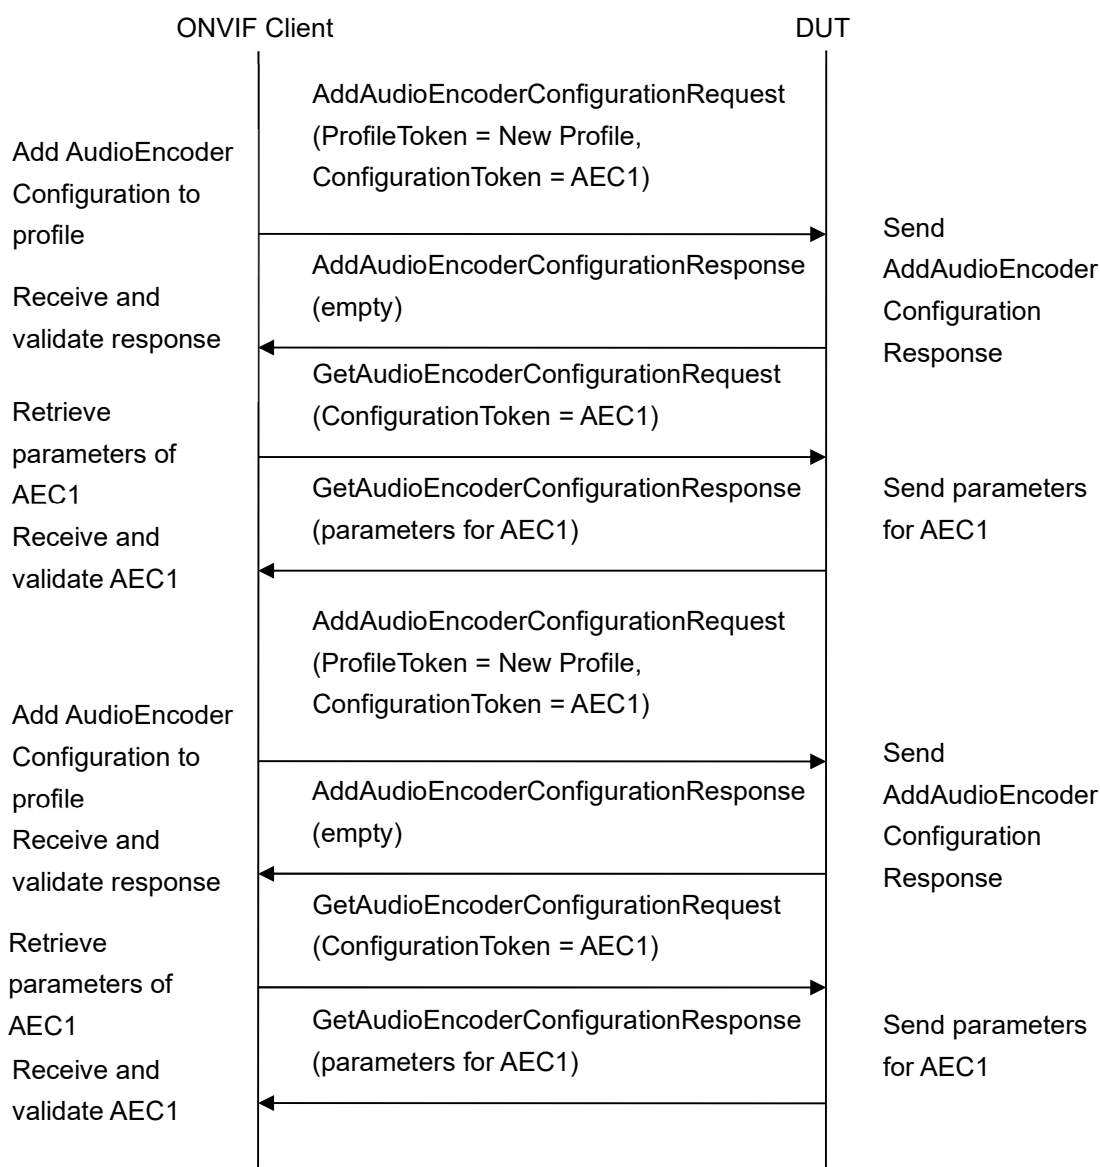 ONVIF Client
DUT
AddAudioEncoderConfigurationRequest
(ProfileToken = New Profile,
ConfigurationToken = AEC1)
Add AudioEncoder
Configuration to
profile
Send
AddAudioEncoder
Configuration
Response
AddAudioEncoderConfigurationResponse
(empty)
Receive and
validate response
GetAudioEncoderConfigurationRequest
(ConfigurationToken = AEC1)
Retrieve
parameters of
AEC1
GetAudioEncoderConfigurationResponse
(parameters for AEC1)
Send parameters
for AEC1
Receive and
validate AEC1
AddAudioEncoderConfigurationRequest
(ProfileToken = New Profile,
ConfigurationToken = AEC1)
Add AudioEncoder
Configuration to
profile
Send
AddAudioEncoder
Configuration
Response
AddAudioEncoderConfigurationResponse
(empty)
Receive and
validate response
GetAudioEncoderConfigurationRequest
(ConfigurationToken = AEC1)
Retrieve
parameters of
AEC1
GetAudioEncoderConfigurationResponse
(parameters for AEC1)
Send parameters
for AEC1
Receive and
validate AEC1